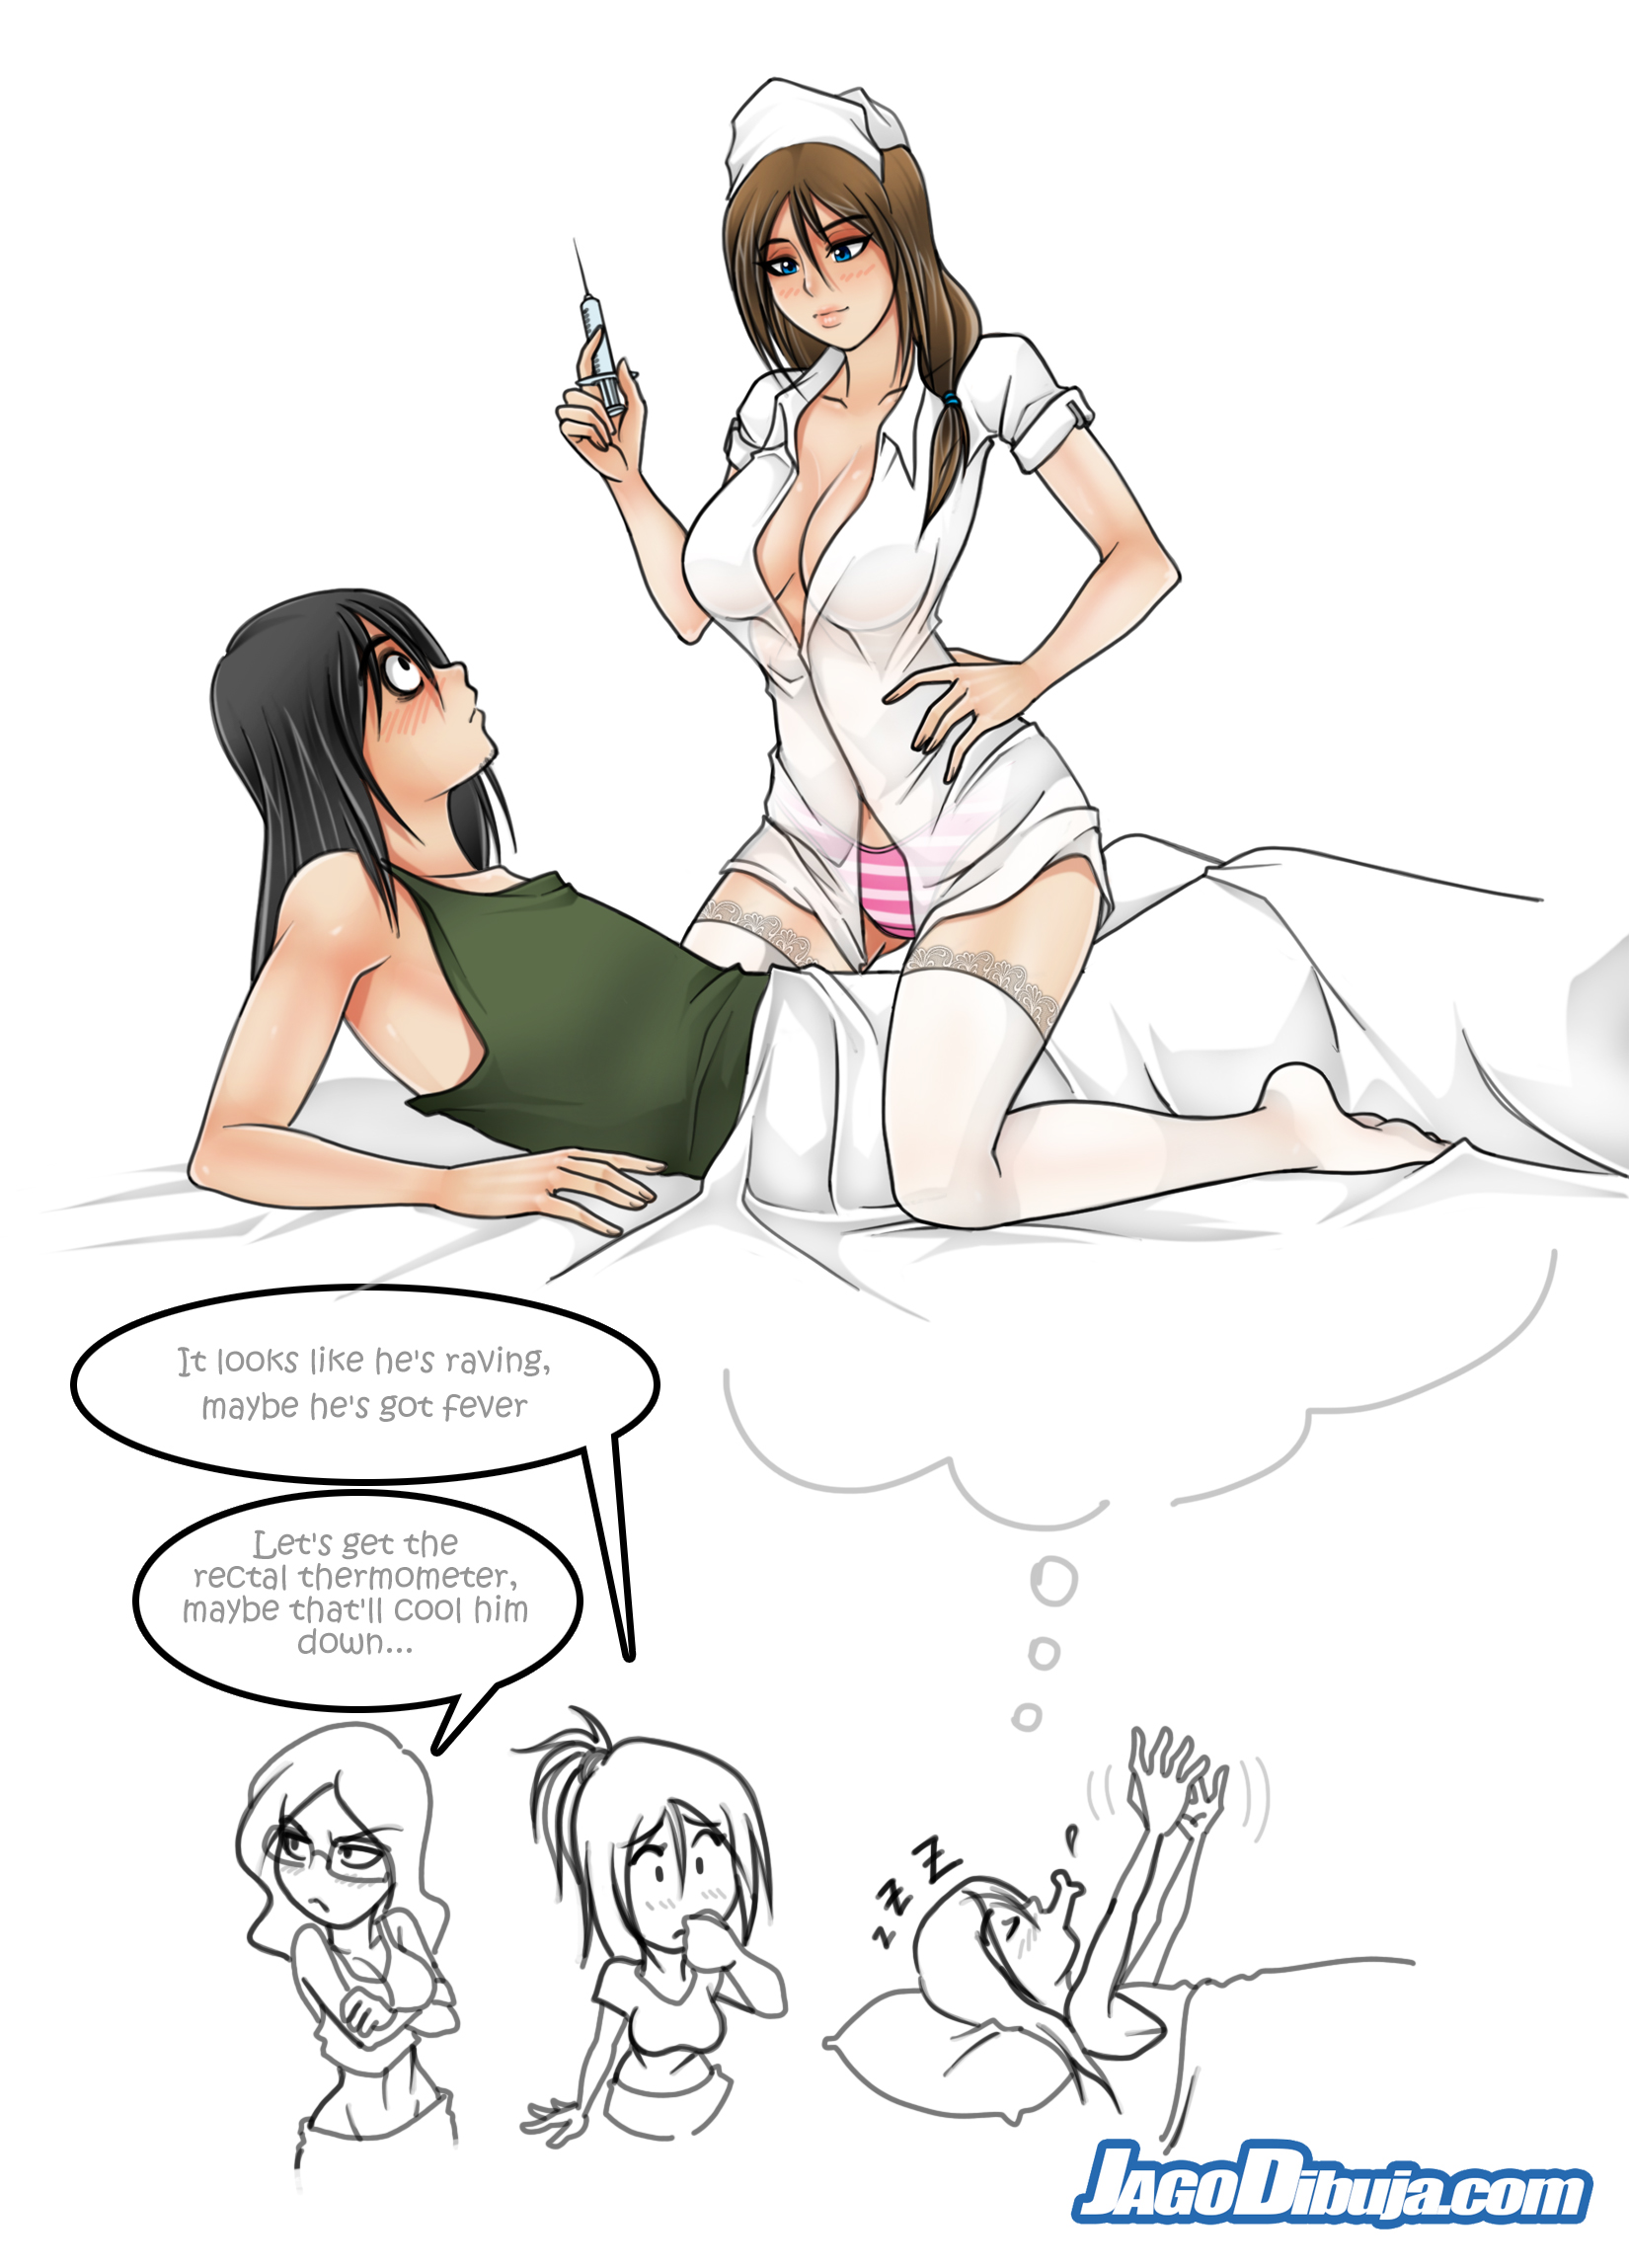 It looks like he's raving,
maybe he's got fever
Let's get the
rectal thermometer,
maybe that'll cool him
down...
zZZ
JAGODibuja.com